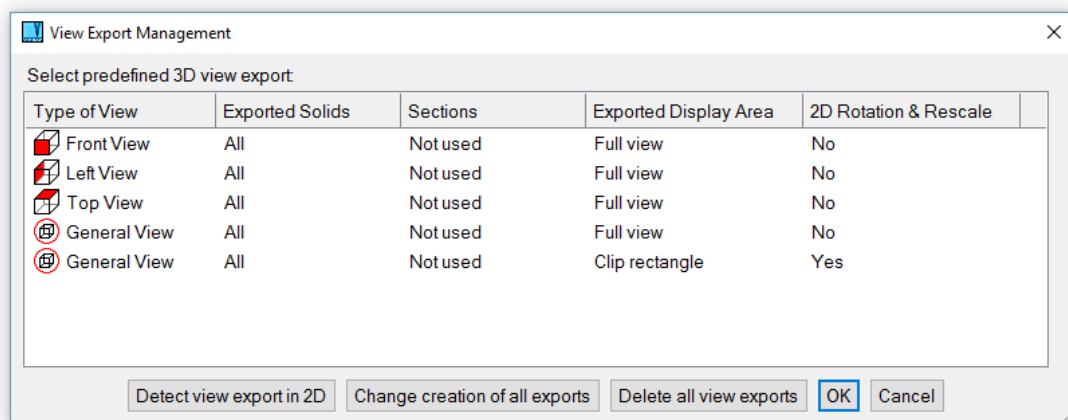 View Export Management
Select predefined 3D view export:
Type of View Exported Solids Sections Exported Display Area 2D Rotation & Rescale
Front View All Not used Full view No
Left View All Not used Full view No
Top View All Not used Full view No
General View All Not used Full view No
General View All Not used Clip rectangle Yes
Detect view export in 2D Change creation of all exports Delete all view exports OK Cancel